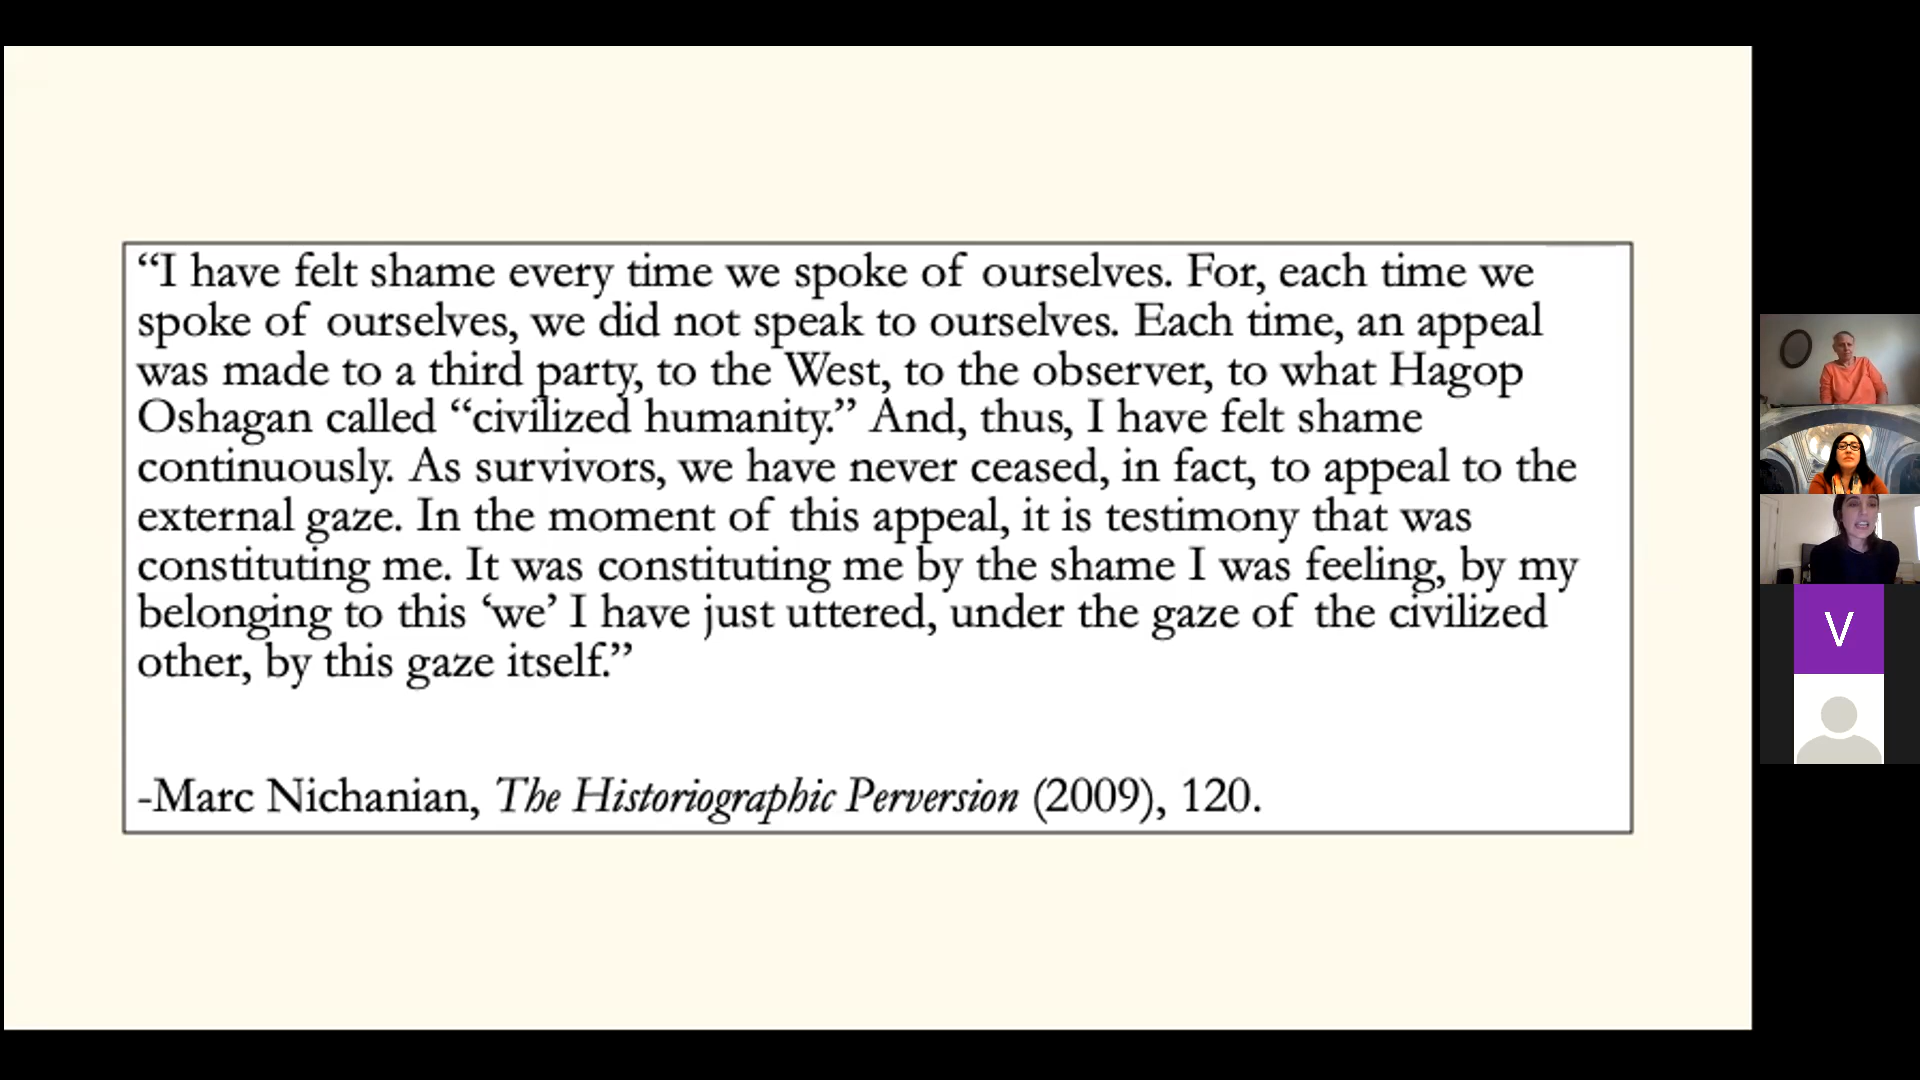 “I have felt shame every time we spoke of ourselves. For, each time we
spoke of ourselves, we did not speak to ourselves. Each time, an appeal
was made to a third party, to the West, to the observer, to what Hagop
Oshagan called “civilized humanity.” And, thus, I have felt shame
continuously. As survivors, we have never ceased, in fact, to appeal to the
external gaze. In the moment of this appeal, it is testimony that was
constituting me. It was constituting me by the shame I was feeling, by my
belonging to this ‘we’ I have just uttered, under the gaze of the civilized
other, by this gaze itself.”
-Marc Nichanian, The Historiographic Perversion (2009), 120.
V